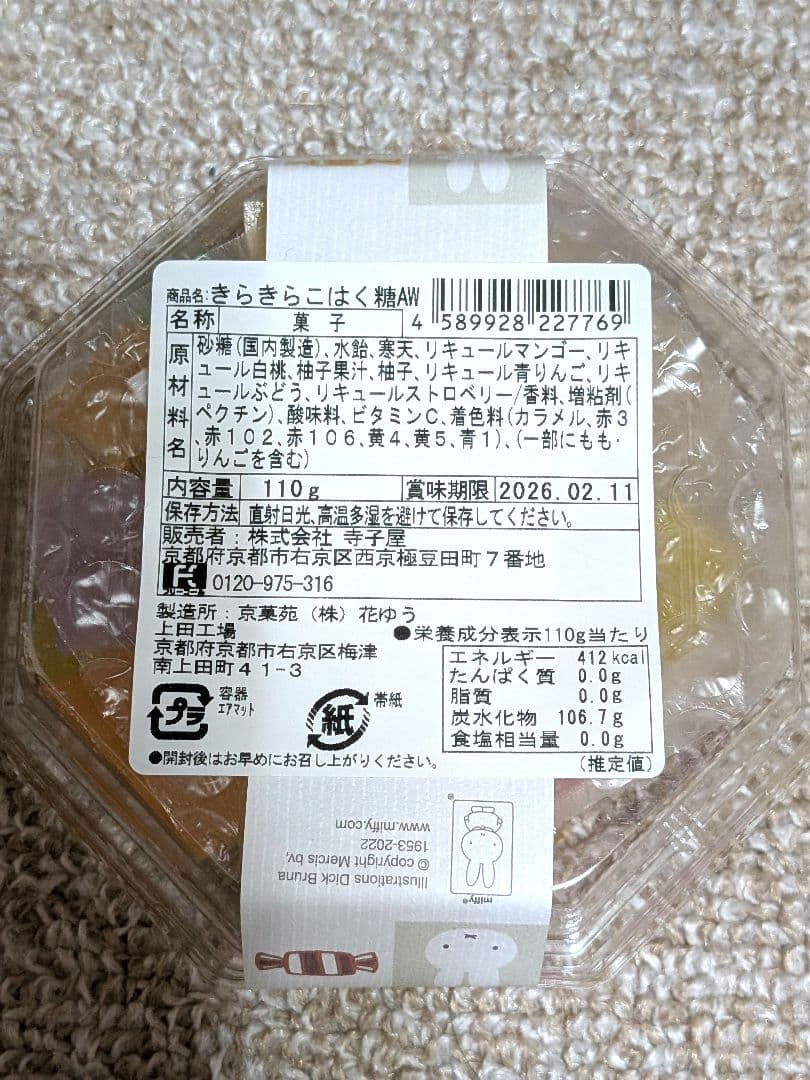 商品名:きらきらこはく糖AW
4 589928 227769
名称 菓子
原材料名 砂糖(国内製造)、水飴、寒天、リキュールマンゴー、リキ
ュール白桃、柚子果汁、柚子、リキュール青りんご、リキュ
ールぶどう、リキュールストロベリー/香料、増粘剤(
ペクチン)、酸味料、ビタミンC、着色料(カラメル、赤3
、赤102、赤106、黄4、黄5、青1)、(一部にもも・
りんごを含む)
内容量 110g 賞味期限 2026.02.11
保存方法 直射日光、高温多湿を避けて保存してください。
販売者:株式会社 寺子屋
京都府京都市右京区西京極豆田町7番地
0120-975-316
製造所:京菓苑(株)花ゆう
上田工場
京都府京都市右京区梅津
南上田町41-3
●栄養成分表示110g当たり
エネルギー 412kcal
たんぱく質 0.0g
脂質 0.0g
炭水化物 106.7g
食塩相当量 0.0g
(推定値)
プラ 容器
エアマット
紙 帯紙
●開封後はお早めにお召し上がりください。
Illustrations Dick Bruna
© copyright Mercis bv,
1953-2022
www.miffy.com
miffy®